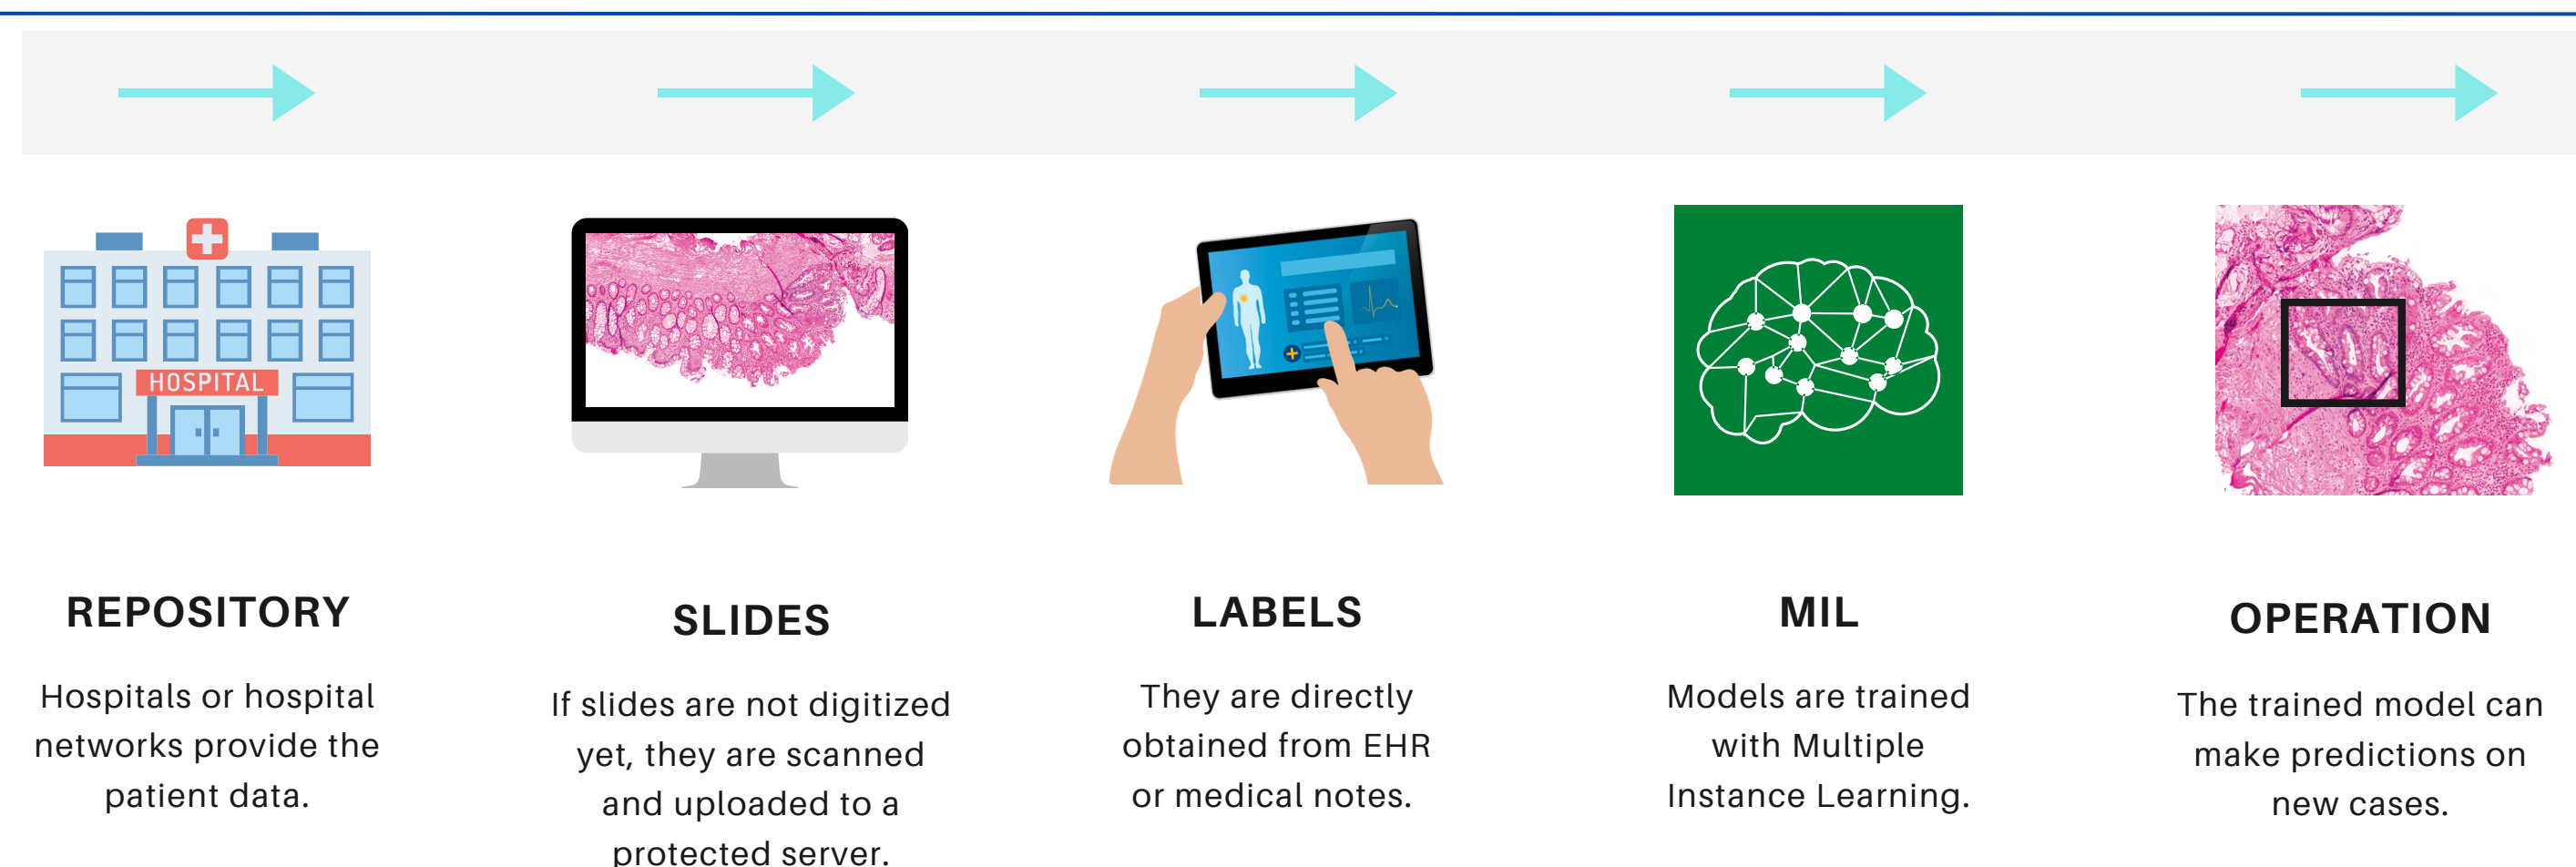 HOSPITAL
REPOSITORY
Hospitals or hospital
networks provide the
patient data.
SLIDES
If slides are not digitized
yet, they are scanned
and uploaded to a
protected server.
LABELS
They are directly
obtained from EHR
or medical notes.
MIL
Models are trained
with Multiple
Instance Learning.
OPERATION
The trained model can
make predictions on
new cases.